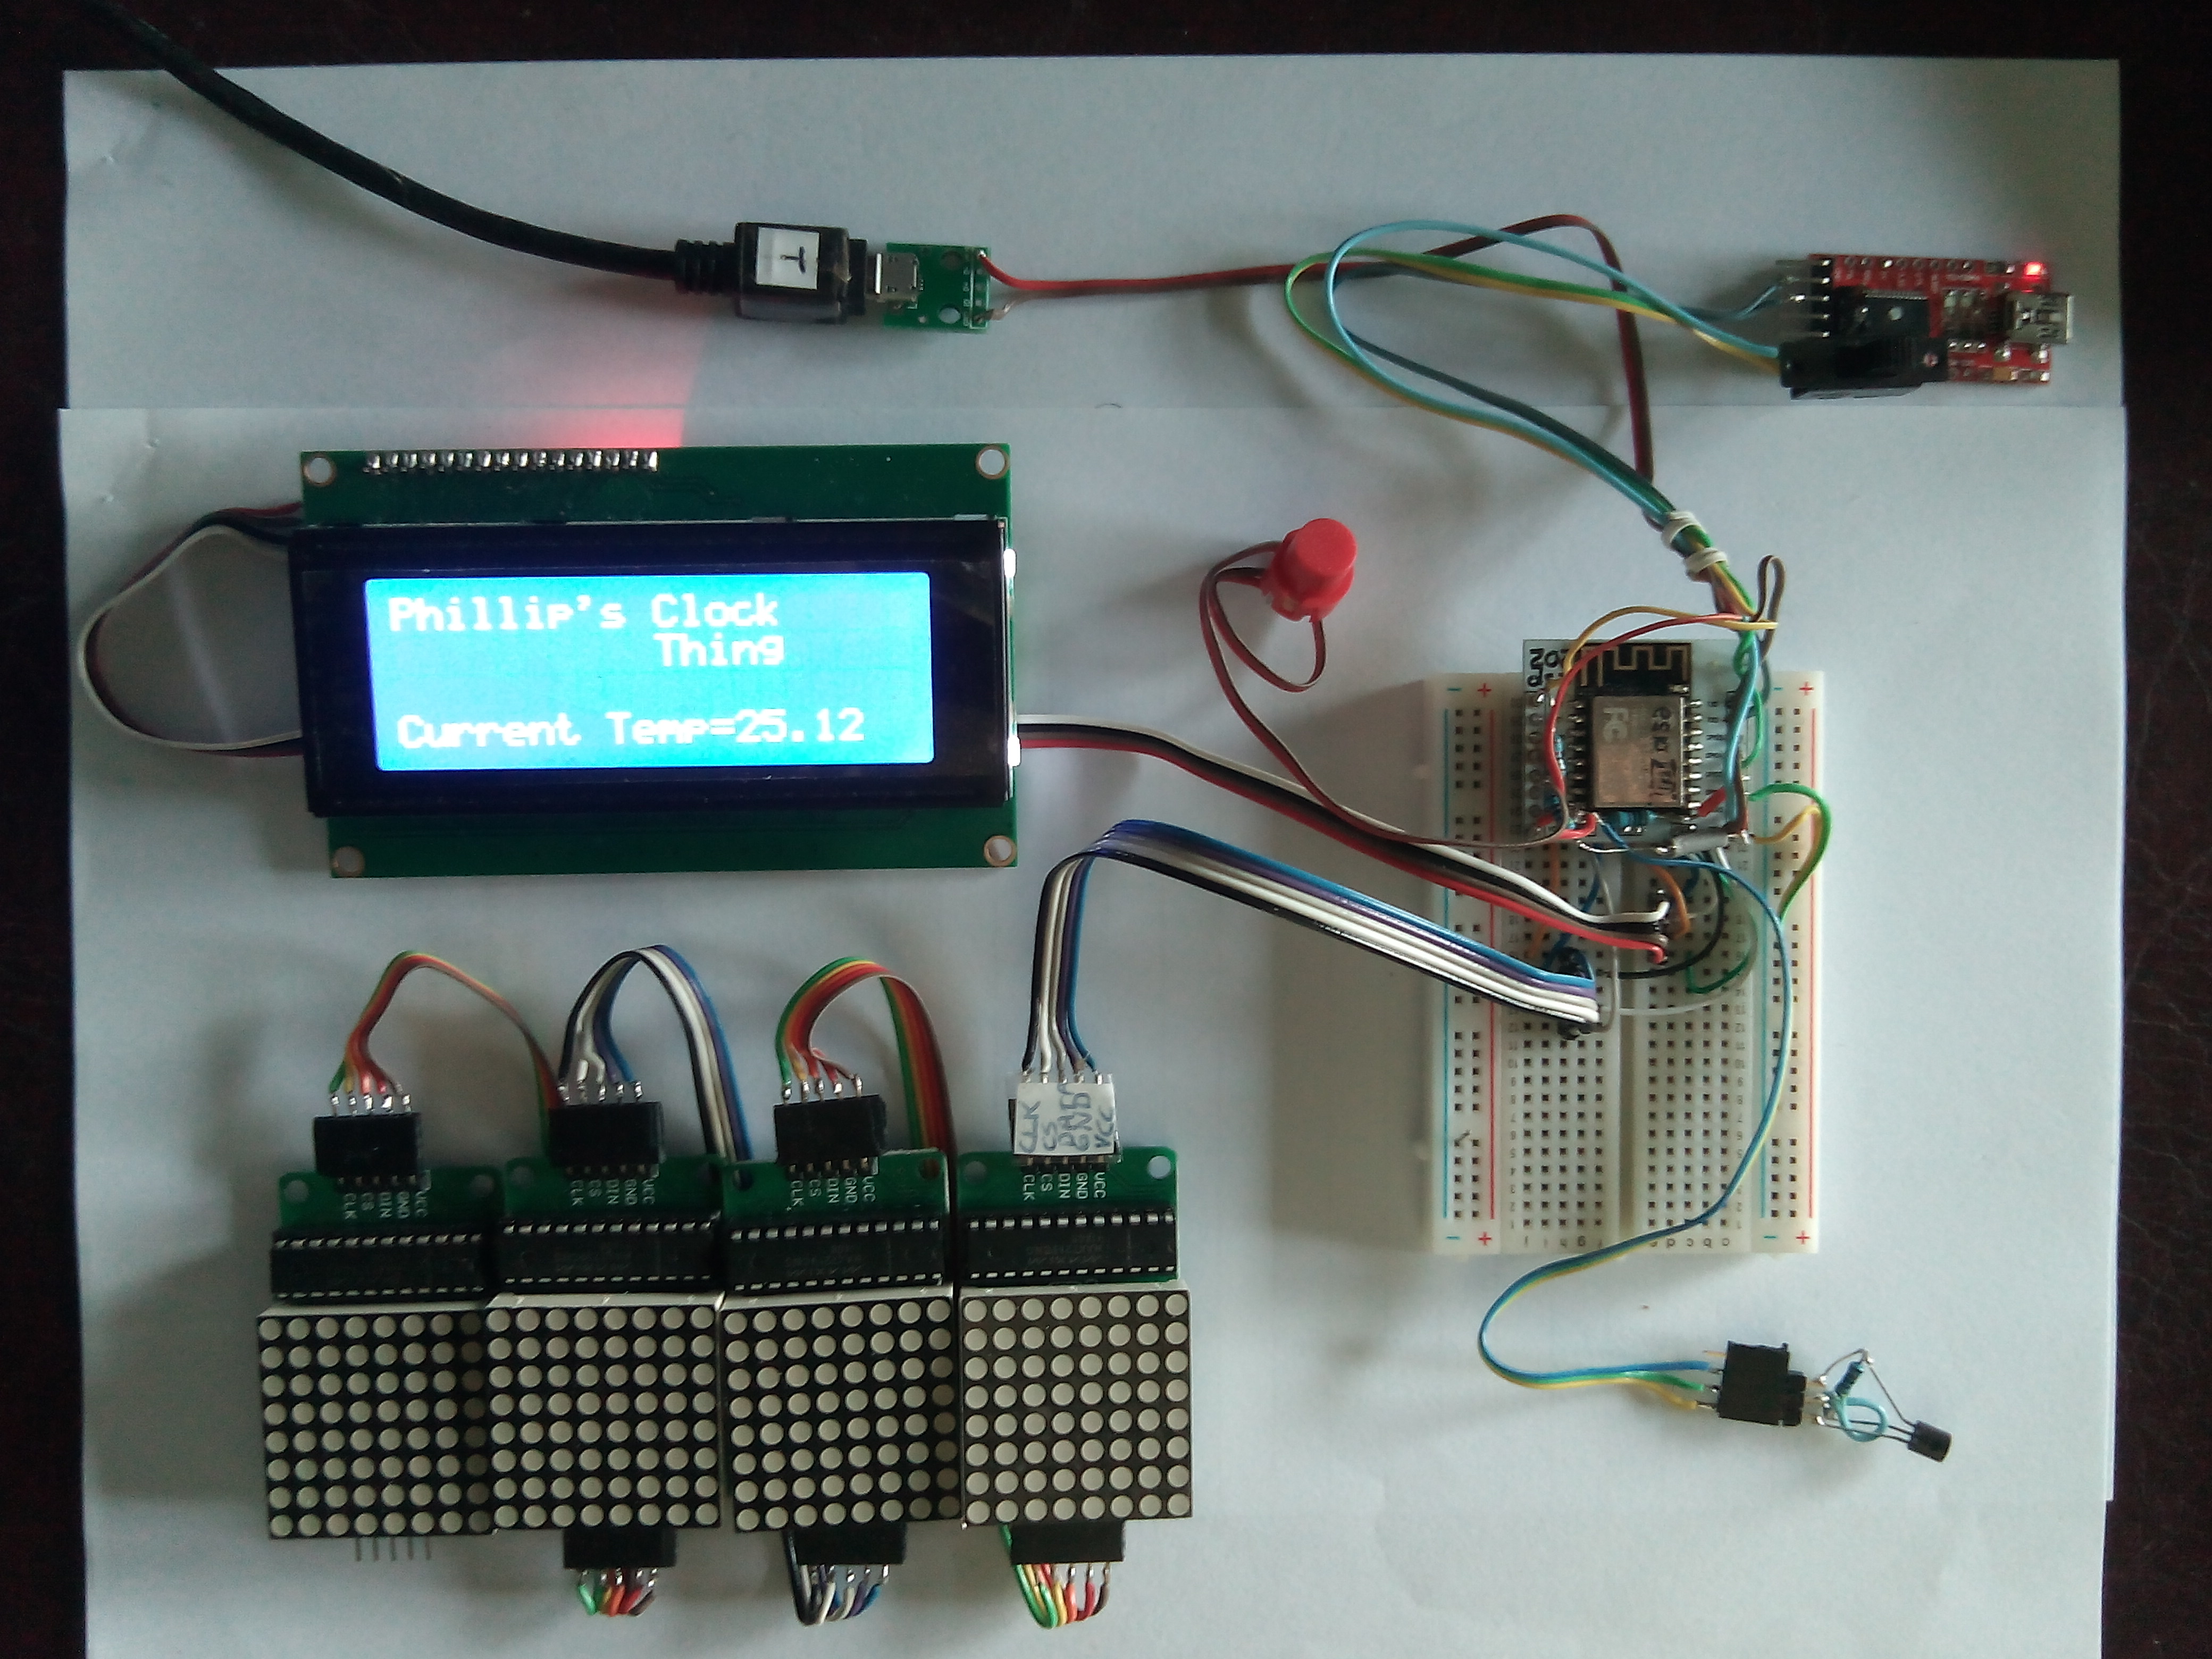 T
Phillip's Clock
Thing
Current Temp=25.12
CLK
CS
GND
VCC
CLK
CS
DIN
GND
VCC
CLK
CS
DIN
GND
VCC
CLK
CS
DIN
GND
VCC
CLK
CS
DIN
GND
VCC